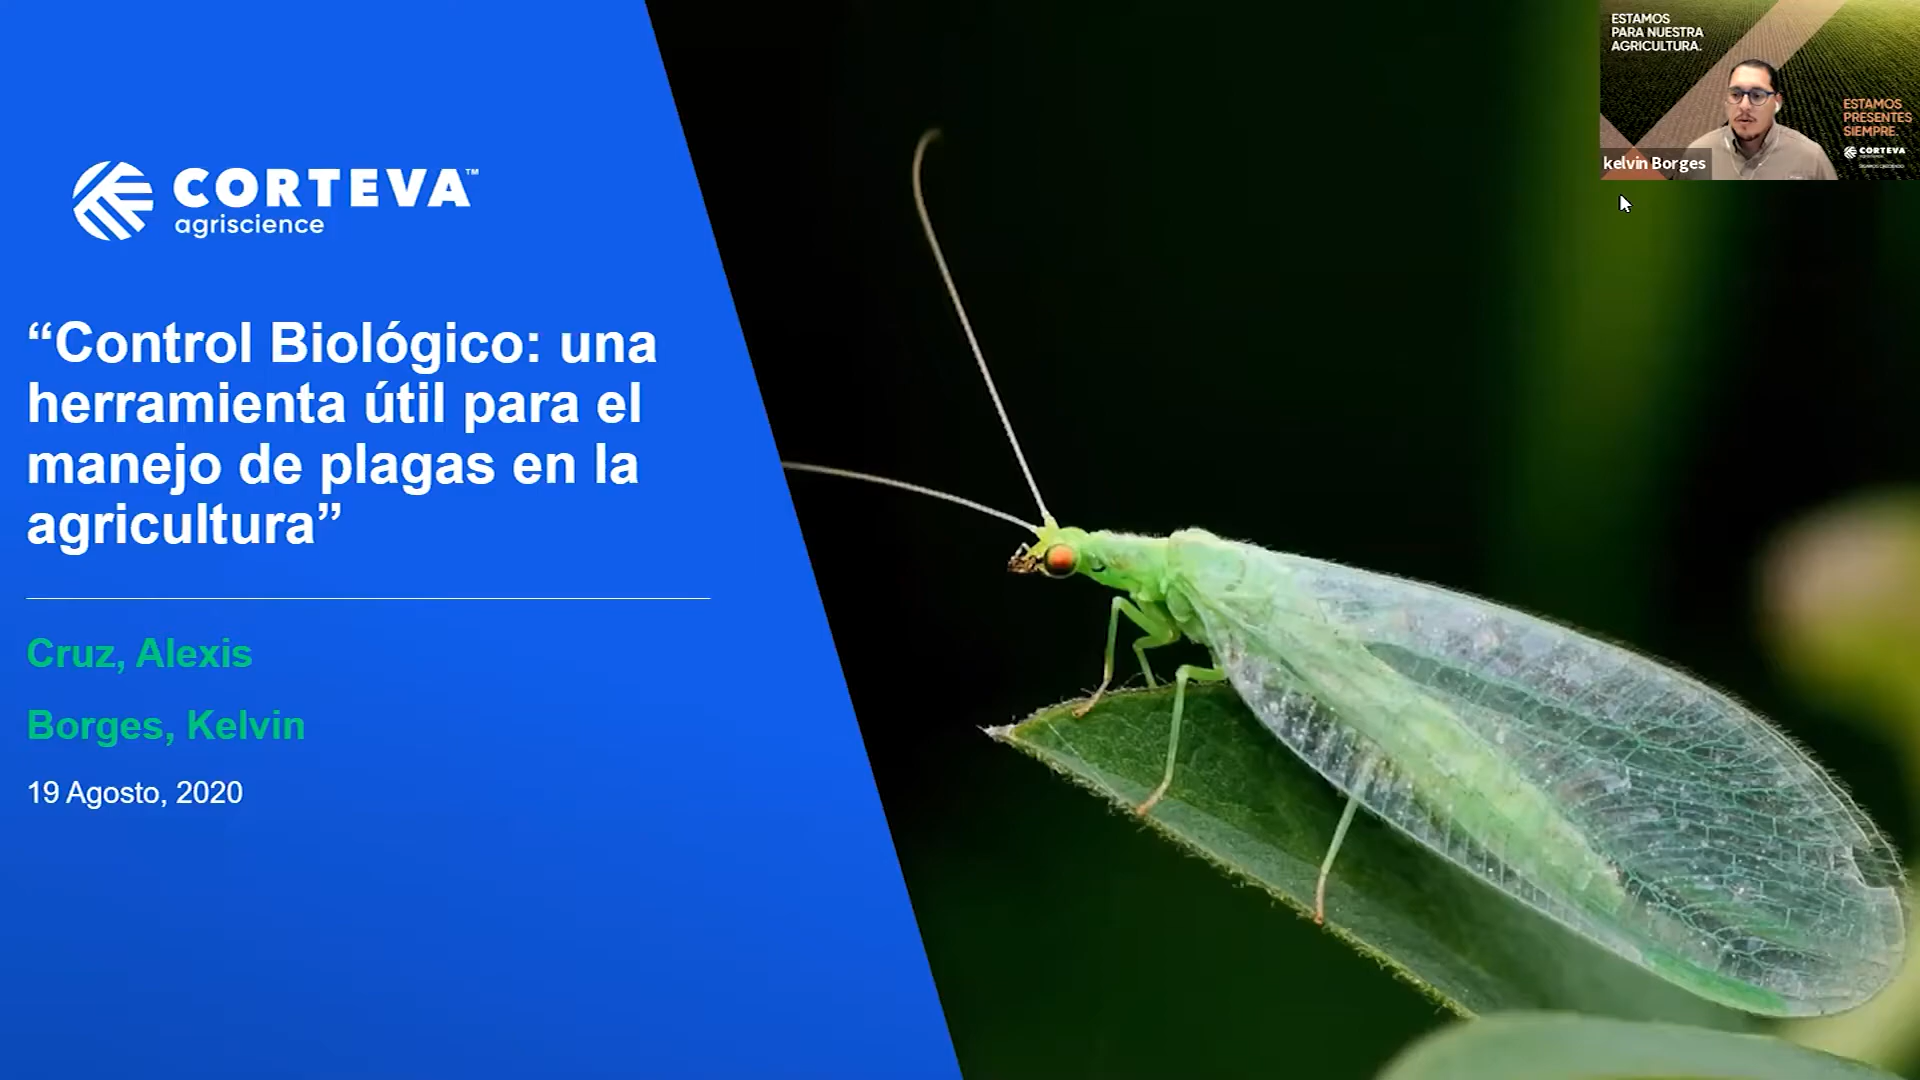 CORTEVA™
agriscience
“Control Biológico: una
herramienta útil para el
manejo de plagas en la
agricultura”
Cruz, Alexis
Borges, Kelvin
19 Agosto, 2020
ESTAMOS
PARA NUESTRA
AGRICULTURA.
ESTAMOS
PRESENTES
SIEMPRE.
CORTEVA
agriscience
kelvin Borges